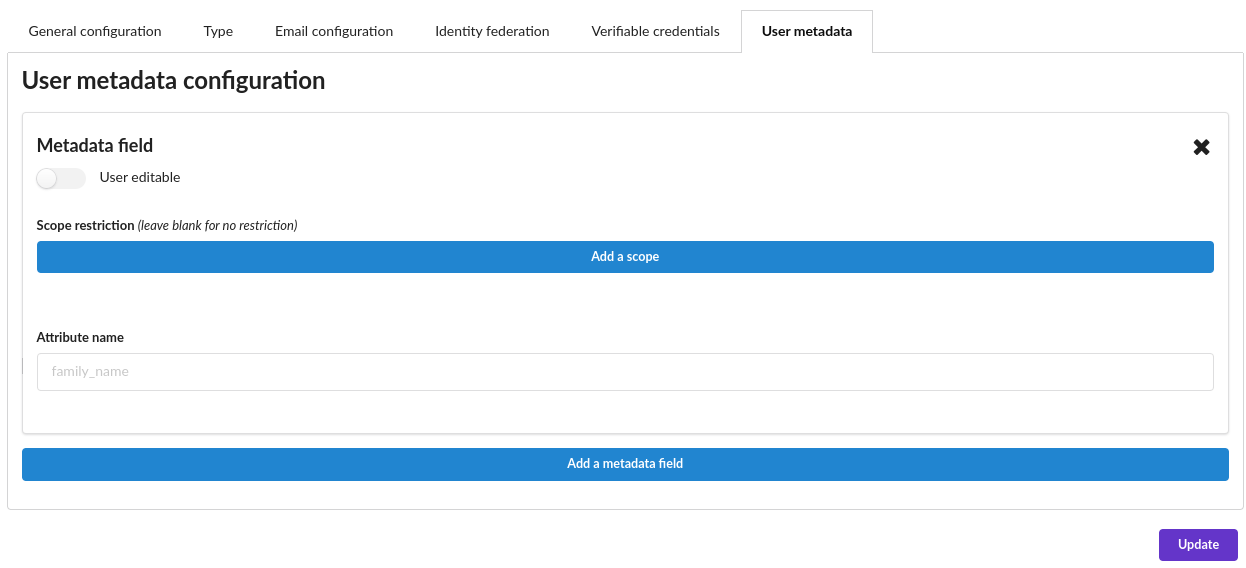 General configuration Type Email configuration Identity federation Verifiable credentials User metadata
User metadata configuration
Metadata field
User editable
Scope restriction (leave blank for no restriction)
Add a scope
Attribute name
family_name
Add a metadata field
Update